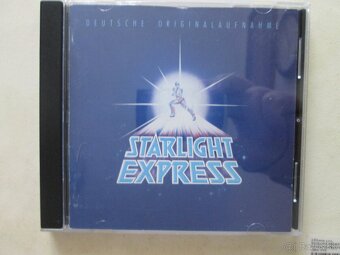 DEUTSCHE ORIGINALAUFNAHME
STARLIGHT
EXPRESS